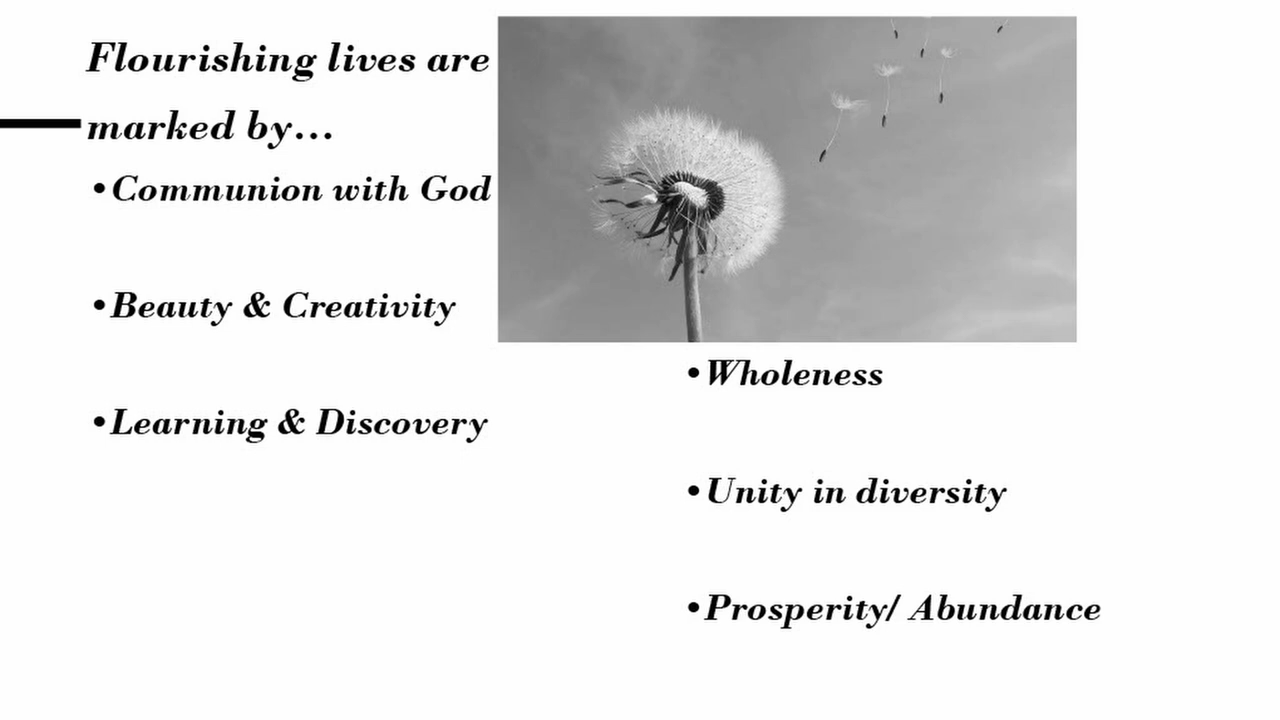 Flourishing lives are
marked by...
•Communion with God
•Beauty & Creativity
•Learning & Discovery
•Wholeness
•Unity in diversity
•Prosperity/ Abundance